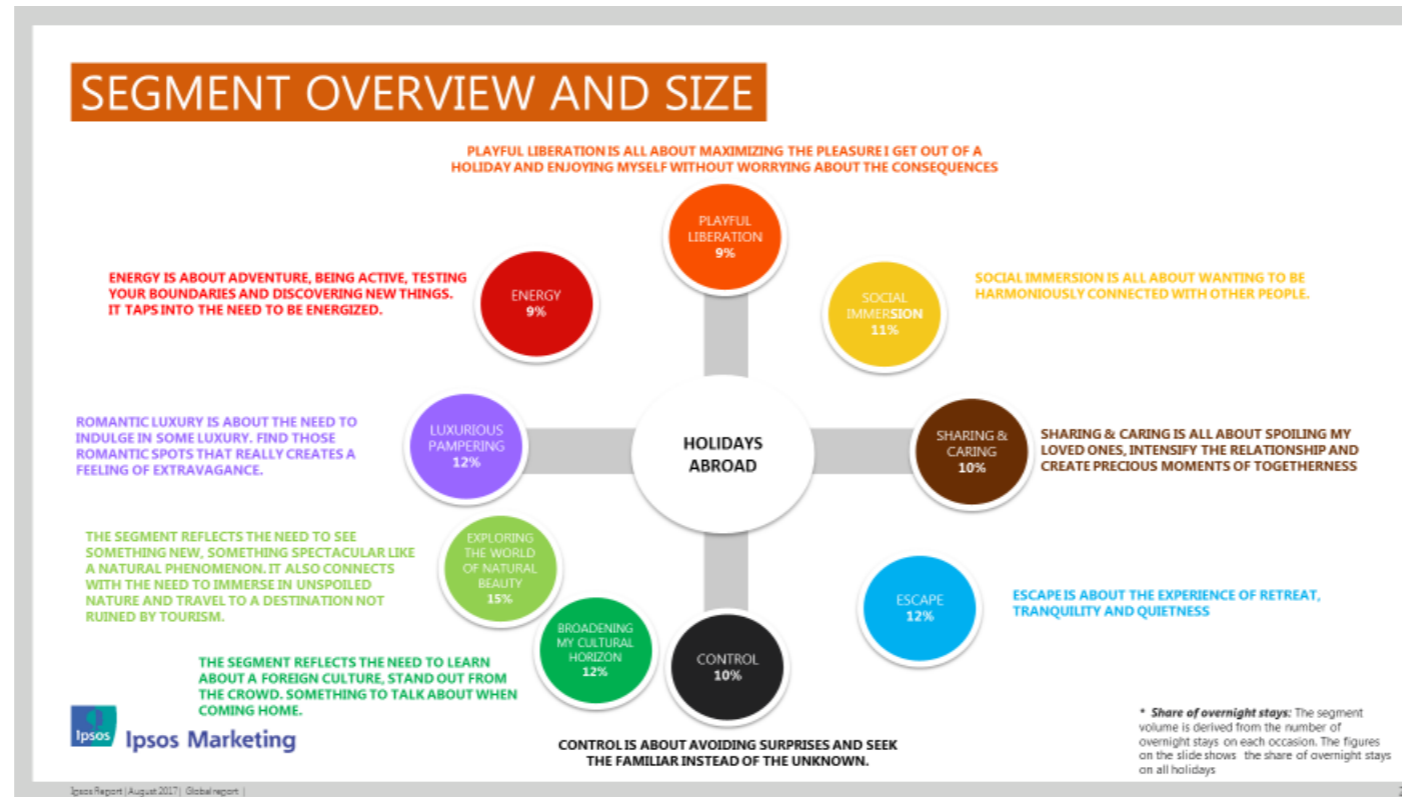 SEGMENT OVERVIEW AND SIZE
PLAYFUL LIBERATION IS ALL ABOUT MAXIMIZING THE PLEASURE I GET OUT OF A
HOLIDAY AND ENJOYING MYSELF WITHOUT WORRYING ABOUT THE CONSEQUENCES
PLAYFUL
LIBERATION
9%
ENERGY IS ABOUT ADVENTURE, BEING ACTIVE, TESTING
YOUR BOUNDARIES AND DISCOVERING NEW THINGS.
IT TAPS INTO THE NEED TO BE ENERGIZED.
ENERGY
9%
SOCIAL
IMMERSION
11%
SOCIAL IMMERSION IS ALL ABOUT WANTING TO BE
HARMONIOUSLY CONNECTED WITH OTHER PEOPLE.
ROMANTIC LUXURY IS ABOUT THE NEED TO
INDULGE IN SOME LUXURY. FIND THOSE
ROMANTIC SPOTS THAT REALLY CREATES A
FEELING OF EXTRAVAGANCE.
LUXURIOUS
PAMPERING
12%
HOLIDAYS
ABROAD
SHARING &
CARING
10%
SHARING & CARING IS ALL ABOUT SPOILING MY
LOVED ONES, INTENSIFY THE RELATIONSHIP AND
CREATE PRECIOUS MOMENTS OF TOGETHERNESS
THE SEGMENT REFLECTS THE NEED TO SEE
SOMETHING NEW, SOMETHING SPECTACULAR LIKE
A NATURAL PHENOMENON. IT ALSO CONNECTS
WITH THE NEED TO IMMERSE IN UNSPOILED
NATURE AND TRAVEL TO A DESTINATION NOT
RUINED BY TOURISM.
EXPLORING
THE WORLD
OF NATURAL
BEAUTY
15%
ESCAPE
12%
ESCAPE IS ABOUT THE EXPERIENCE OF RETREAT,
TRANQUILITY AND QUIETNESS
THE SEGMENT REFLECTS THE NEED TO LEARN
ABOUT A FOREIGN CULTURE, STAND OUT FROM
THE CROWD. SOMETHING TO TALK ABOUT WHEN
COMING HOME.
BROADENING
MY CULTURAL
HORIZON
12%
CONTROL
10%
CONTROL IS ABOUT AVOIDING SURPRISES AND SEEK
THE FAMILIAR INSTEAD OF THE UNKNOWN.
Ipsos
Ipsos Marketing
* Share of overnight stays: The segment
volume is derived from the number of
overnight stays on each occasion. The figures
on the slide shows the share of overnight stays
on all holidays
Ipsos Report | August 2017 | Global report |